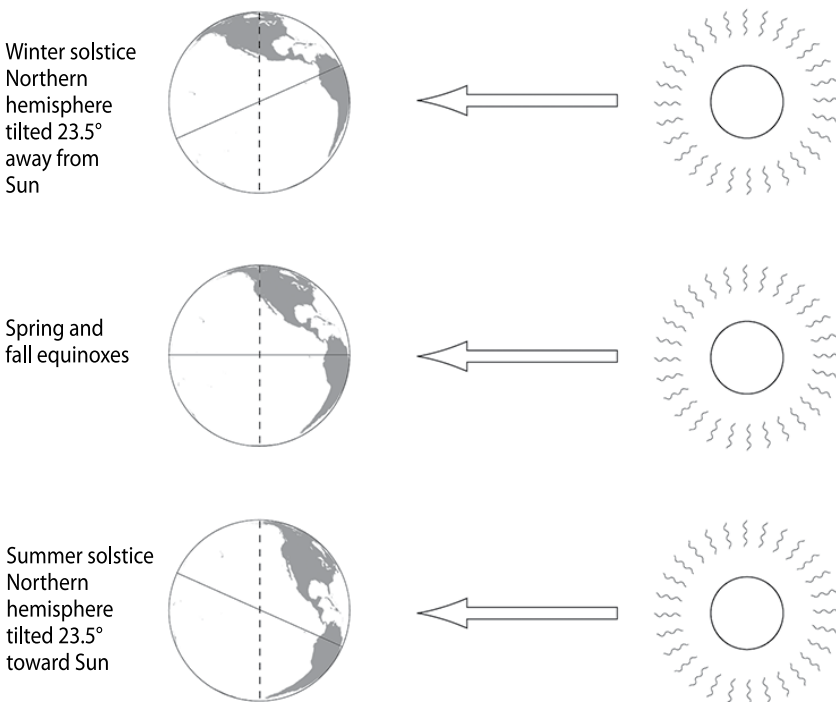 Winter solstice
Northern
hemisphere
tilted 23.5°
away from
Sun
Spring and
fall equinoxes
Summer solstice
Northern
hemisphere
tilted 23.5°
toward Sun